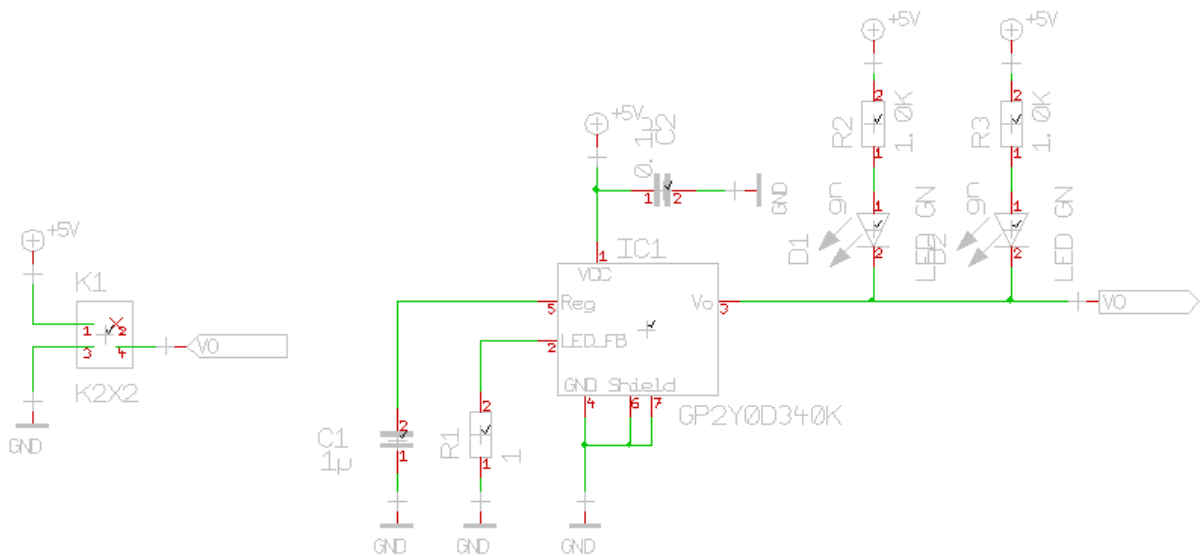 +5V
+5V
2
2
R2
1.0K
R3
1.0K
1
1
+5V
0.1µ
C2
1
2
GND
gn
1
LED GN
gn
1
LED GN
D1
2
D2
2
+5V
IC1
1
VCC
K1
Reg
5
Vo
3
VO
1
2
3
4
VO
LED_FB
2
K2X2
GND Shield
4
6
7
GP2Y0D340K
GND
C1
1µ
2
1
R1
2
1
1
GND
GND
GND